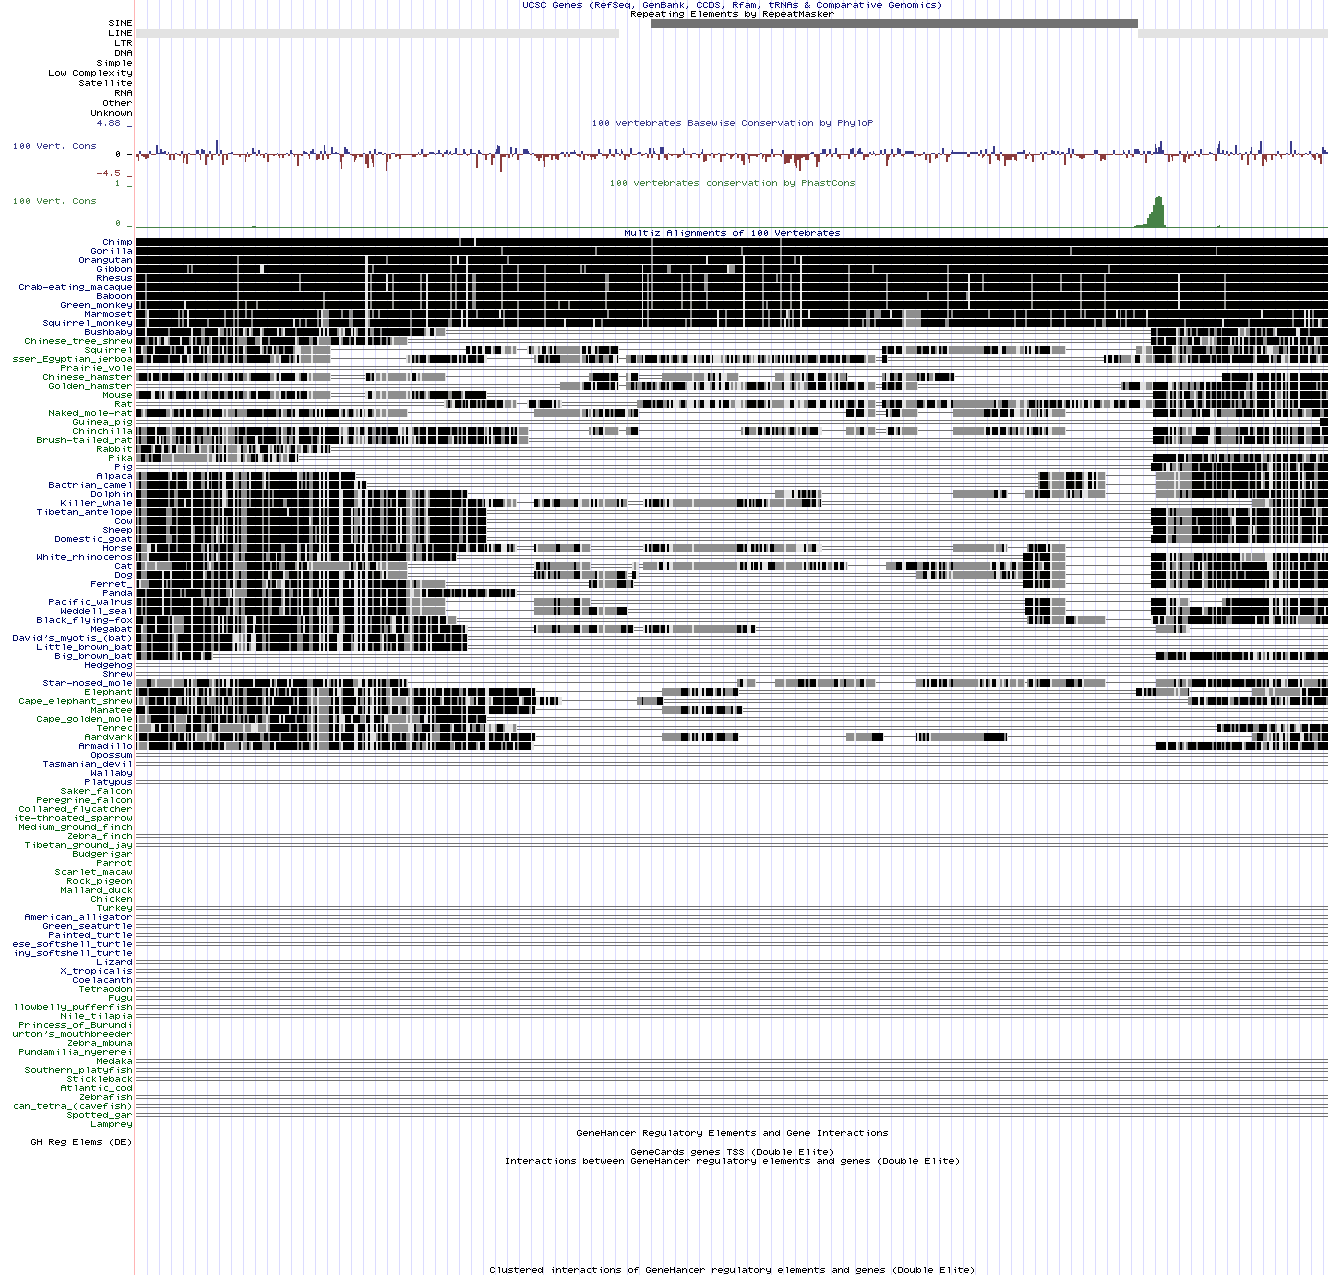 UCSC Genes (RefSeq, GenBank, CCDS, Rfam, tRNAs & Comparative Genomics)
Repeating Elements by RepeatMasker
SINE
LINE
LTR
DNA
Simple
Low Complexity
Satellite
RNA
Other
Unknown
100 vertebrates Basewise Conservation by PhyloP
4.88 _
100 Vert. Cons
0 _
-4.5 _
100 vertebrates conservation by PhastCons
1 _
100 Vert. Cons
0 _
Multiz Alignments of 100 Vertebrates
Chimp
Gorilla
Orangutan
Gibbon
Rhesus
Crab-eating_macaque
Baboon
Green_monkey
Marmoset
Squirrel_monkey
Bushbaby
Chinese_tree_shrew
Squirrel
sser_Egyptian_jerboa
Prairie_vole
Chinese_hamster
Golden_hamster
Mouse
Rat
Naked_mole-rat
Guinea_pig
Chinchilla
Brush-tailed_rat
Rabbit
Pika
Pig
Alpaca
Bactrian_camel
Dolphin
Killer_whale
Tibetan_antelope
Cow
Sheep
Domestic_goat
Horse
White_rhinoceros
Cat
Dog
Ferret_
Panda
Pacific_walrus
Weddell_seal
Black_flying-fox
Megabat
David's_myotis_(bat)
Little_brown_bat
Big_brown_bat
Hedgehog
Shrew
Star-nosed_mole
Elephant
Cape_elephant_shrew
Manatee
Cape_golden_mole
Tenrec
Aardvark
Armadillo
Opossum
Tasmanian_devil
Wallaby
Platypus
Saker_falcon
Peregrine_falcon
Collared_flycatcher
ite-throated_sparrow
Medium_ground_finch
Zebra_finch
Tibetan_ground_jay
Budgerigar
Parrot
Scarlet_macaw
Rock_pigeon
Mallard_duck
Chicken
Turkey
American_alligator
Green_seaturtle
Painted_turtle
ese_softshell_turtle
iny_softshell_turtle
Lizard
X_tropicalis
Coelacanth
Tetraodon
Fugu
llowbelly_pufferfish
Nile_tilapia
Princess_of_Burundi
urton's_mouthbreeder
Zebra_mbuna
Pundamilia_nyererei
Medaka
Southern_platyfish
Stickleback
Atlantic_cod
Zebrafish
can_tetra_(cavefish)
Spotted_gar
Lamprey
GeneHancer Regulatory Elements and Gene Interactions
GH Reg Elems (DE)
GeneCards genes TSS (Double Elite)
Interactions between GeneHancer regulatory elements and genes (Double Elite)
Clustered interactions of GeneHancer regulatory elements and genes (Double Elite)